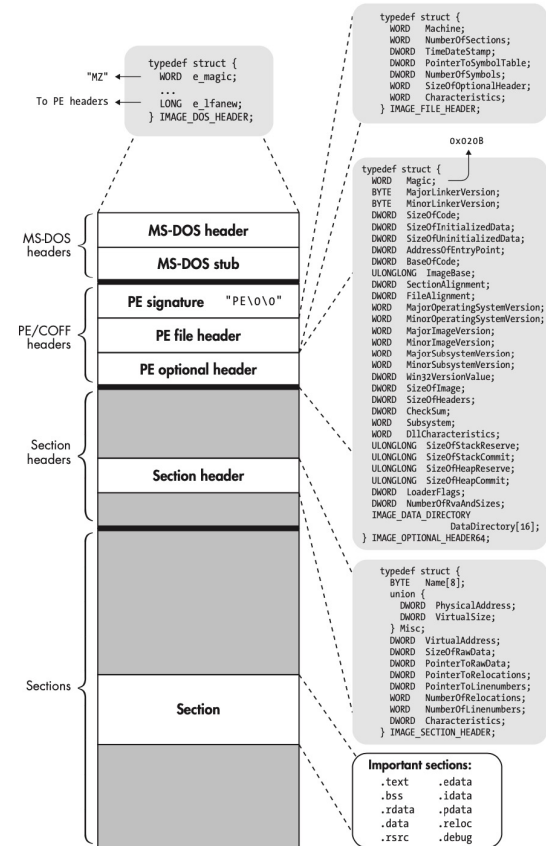 typedef struct {
"MZ" WORD e_magic;
...
To PE headers LONG e_lfanew;
} IMAGE_DOS_HEADER;
typedef struct {
WORD Machine;
WORD NumberOfSections;
DWORD TimeDateStamp;
DWORD PointerToSymbolTable;
DWORD NumberOfSymbols;
WORD SizeOfOptionalHeader;
WORD Characteristics;
} IMAGE_FILE_HEADER;
0x020B
typedef struct {
WORD Magic;
BYTE MajorLinkerVersion;
BYTE MinorLinkerVersion;
DWORD SizeOfCode;
DWORD SizeOfInitializedData;
DWORD SizeOfUninitializedData;
DWORD AddressOfEntryPoint;
DWORD BaseOfCode;
ULONGLONG ImageBase;
DWORD SectionAlignment;
DWORD FileAlignment;
WORD MajorOperatingSystemVersion;
WORD MinorOperatingSystemVersion;
WORD MajorImageVersion;
WORD MinorImageVersion;
WORD MajorSubsystemVersion;
WORD MinorSubsystemVersion;
DWORD Win32VersionValue;
DWORD SizeOfImage;
DWORD SizeOfHeaders;
DWORD CheckSum;
WORD Subsystem;
WORD DllCharacteristics;
ULONGLONG SizeOfStackReserve;
ULONGLONG SizeOfStackCommit;
ULONGLONG SizeOfHeapReserve;
ULONGLONG SizeOfHeapCommit;
DWORD LoaderFlags;
DWORD NumberOfRvaAndSizes;
IMAGE_DATA_DIRECTORY
DataDirectory[16];
} IMAGE_OPTIONAL_HEADER64;
MS-DOS
headers
MS-DOS header
MS-DOS stub
PE/COFF
headers
PE signature "PE\0\0"
PE file header
PE optional header
Section
headers
Section header
typedef struct {
BYTE Name[8];
union {
DWORD PhysicalAddress;
DWORD VirtualSize;
} Misc;
DWORD VirtualAddress;
DWORD SizeOfRawData;
DWORD PointerToRawData;
DWORD PointerToRelocations;
DWORD PointerToLinenumbers;
WORD NumberOfRelocations;
WORD NumberOfLinenumbers;
DWORD Characteristics;
} IMAGE_SECTION_HEADER;
Sections
Section
Important sections:
.text .edata
.bss .idata
.rdata .pdata
.data .reloc
.rsrc .debug